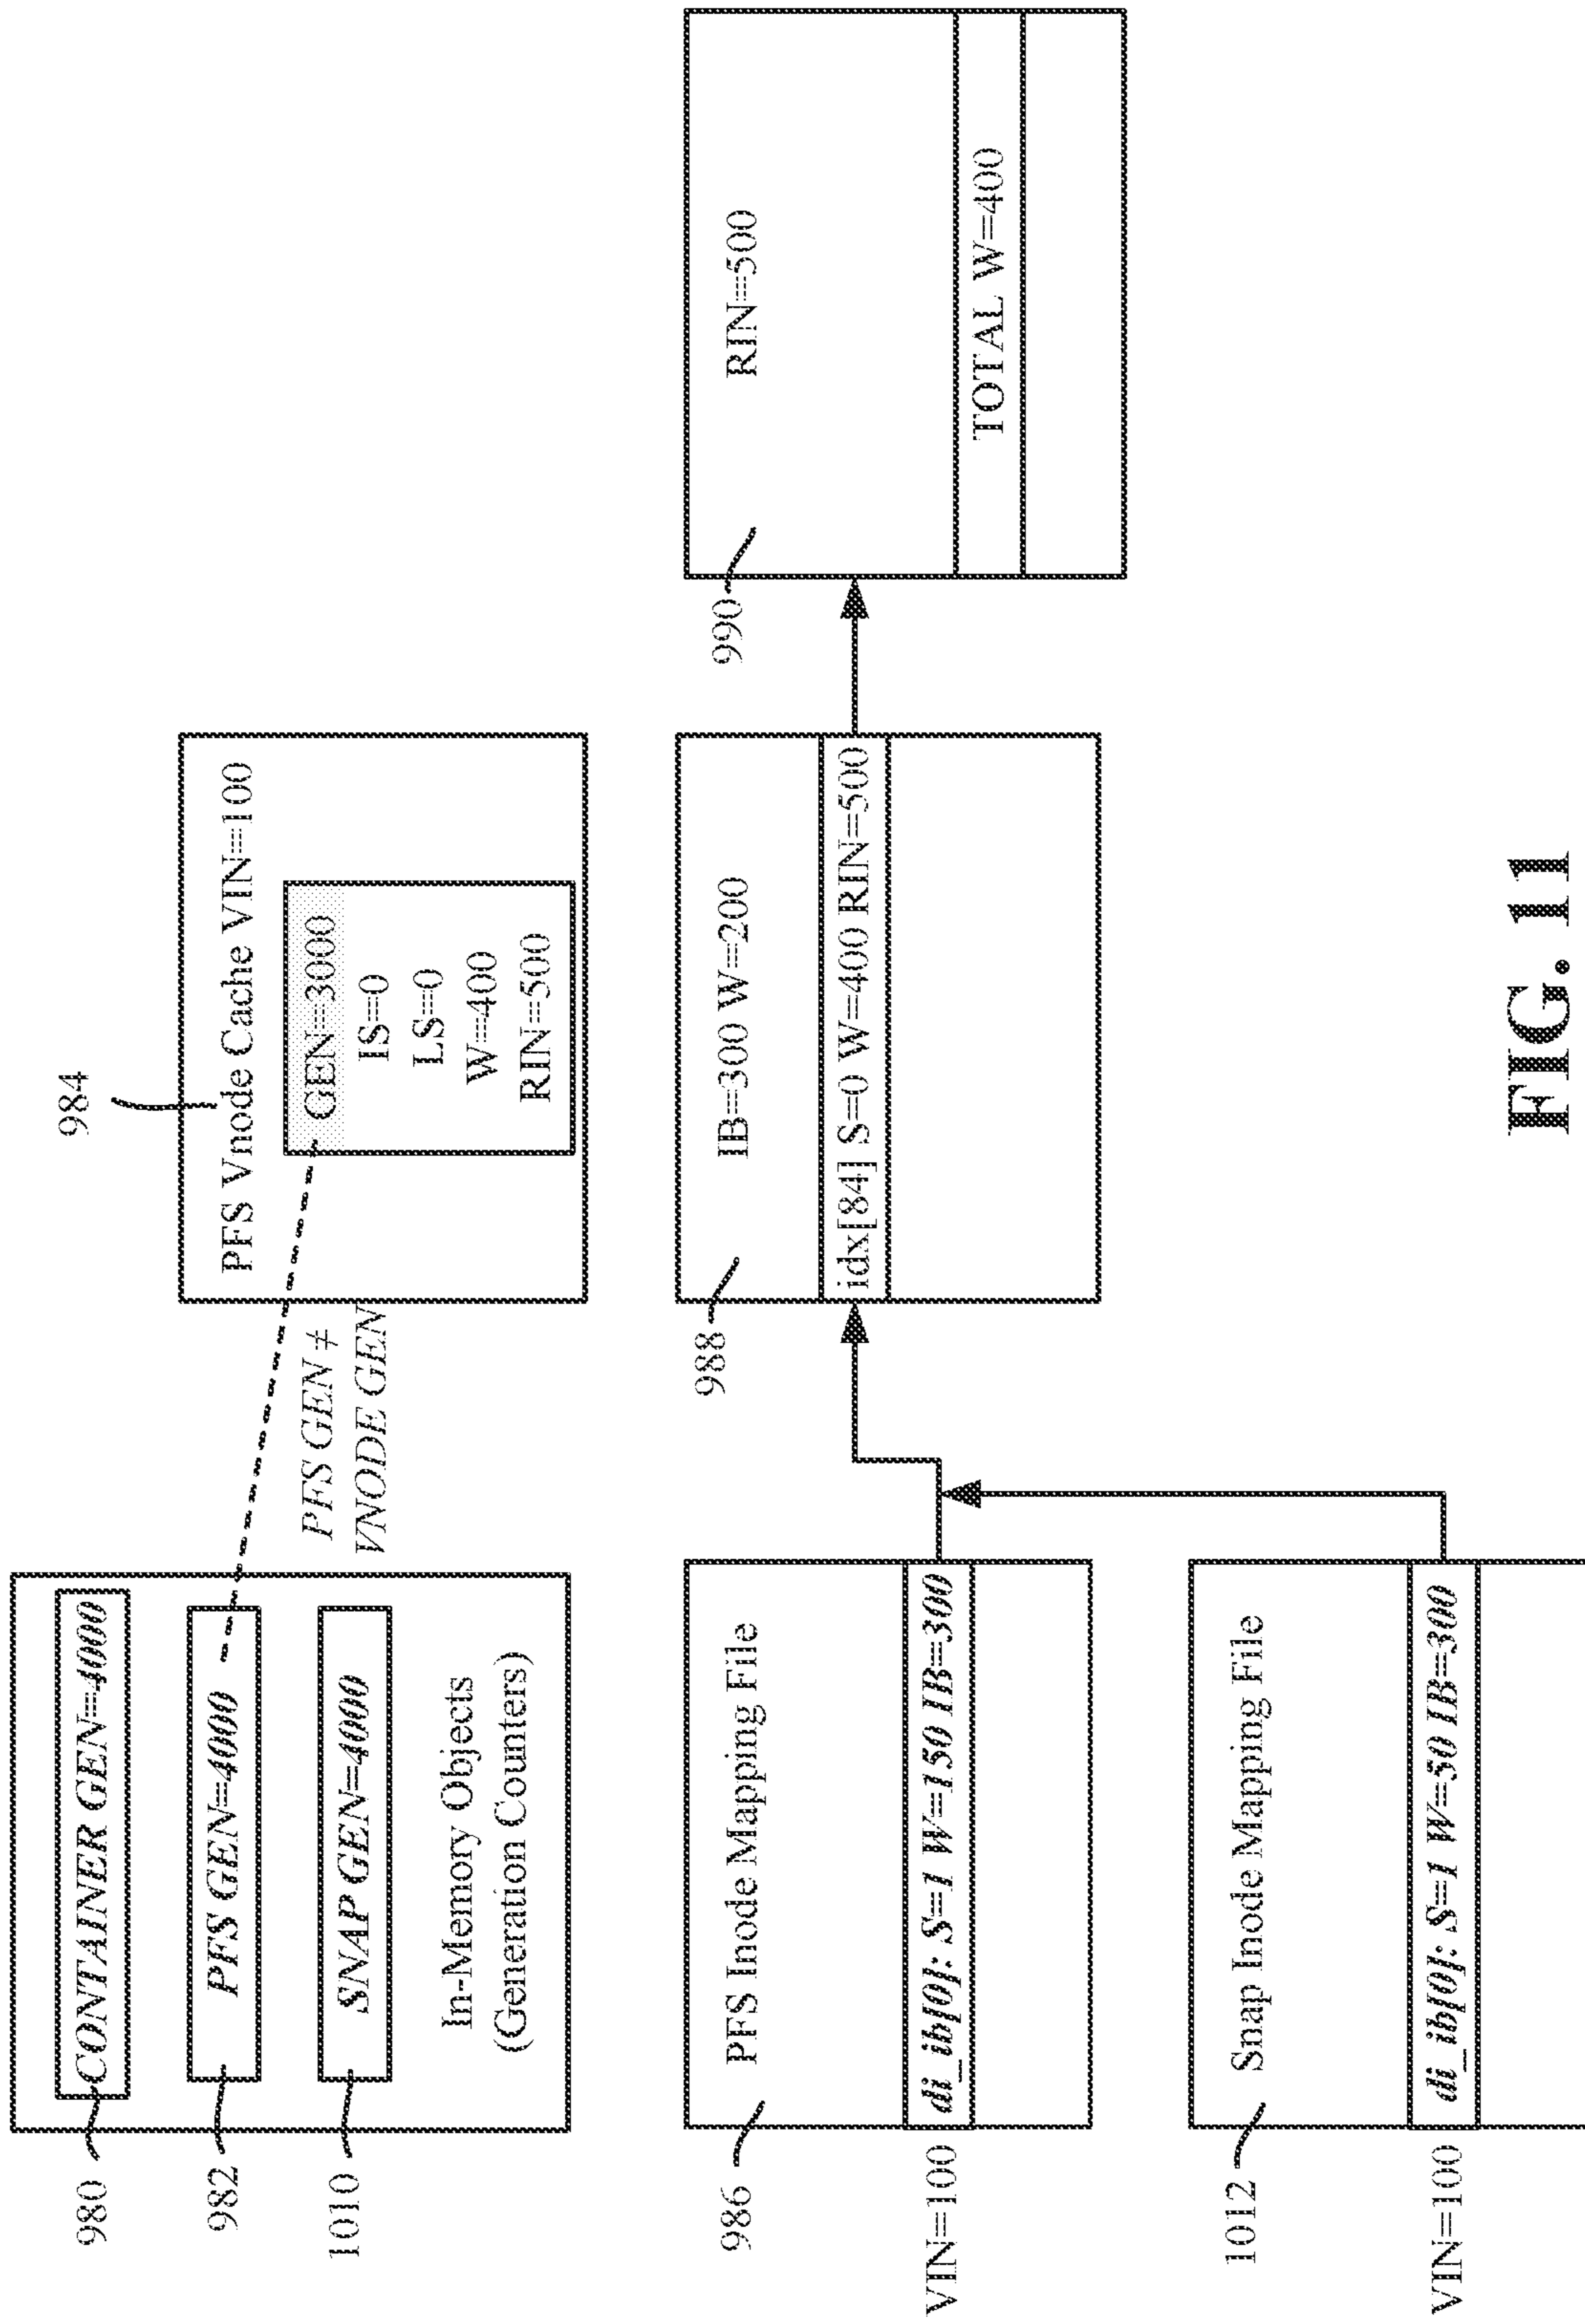 980
CONTAINER GEN=4000
982
PFS GEN=4000
1010
SNAP GEN=4000
In-Memory Objects
(Generation Counters)
PFS GEN ≠
VNODE GEN
984
PFS Vnode Cache VIN=100
GEN=3000
IS=0
LS=0
W=400
RIN=500
986
PFS Inode Mapping File
VIN=100
di_ib[0]: S=1 W=150 IB=300
988
IB=300 W=200
idx[84] S=0 W=400 RIN=500
990
RIN=500
TOTAL W=400
1012
Snap Inode Mapping File
VIN=100
di_ib[0]: S=1 W=50 IB=300
FIG. 11